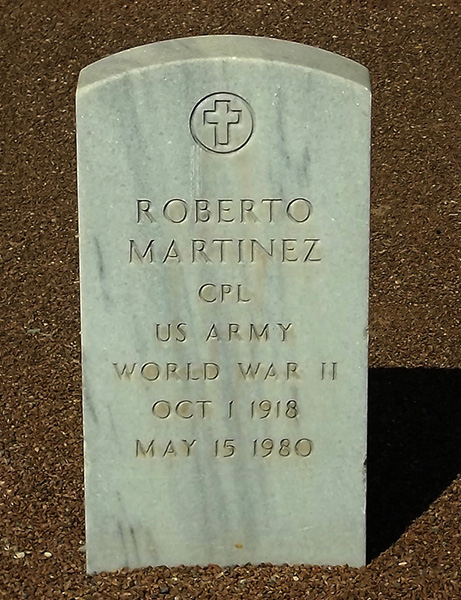 ROBERTO
MARTINEZ
CPL
US ARMY
WORLD WAR II
OCT 1 1918
MAY 15 1980